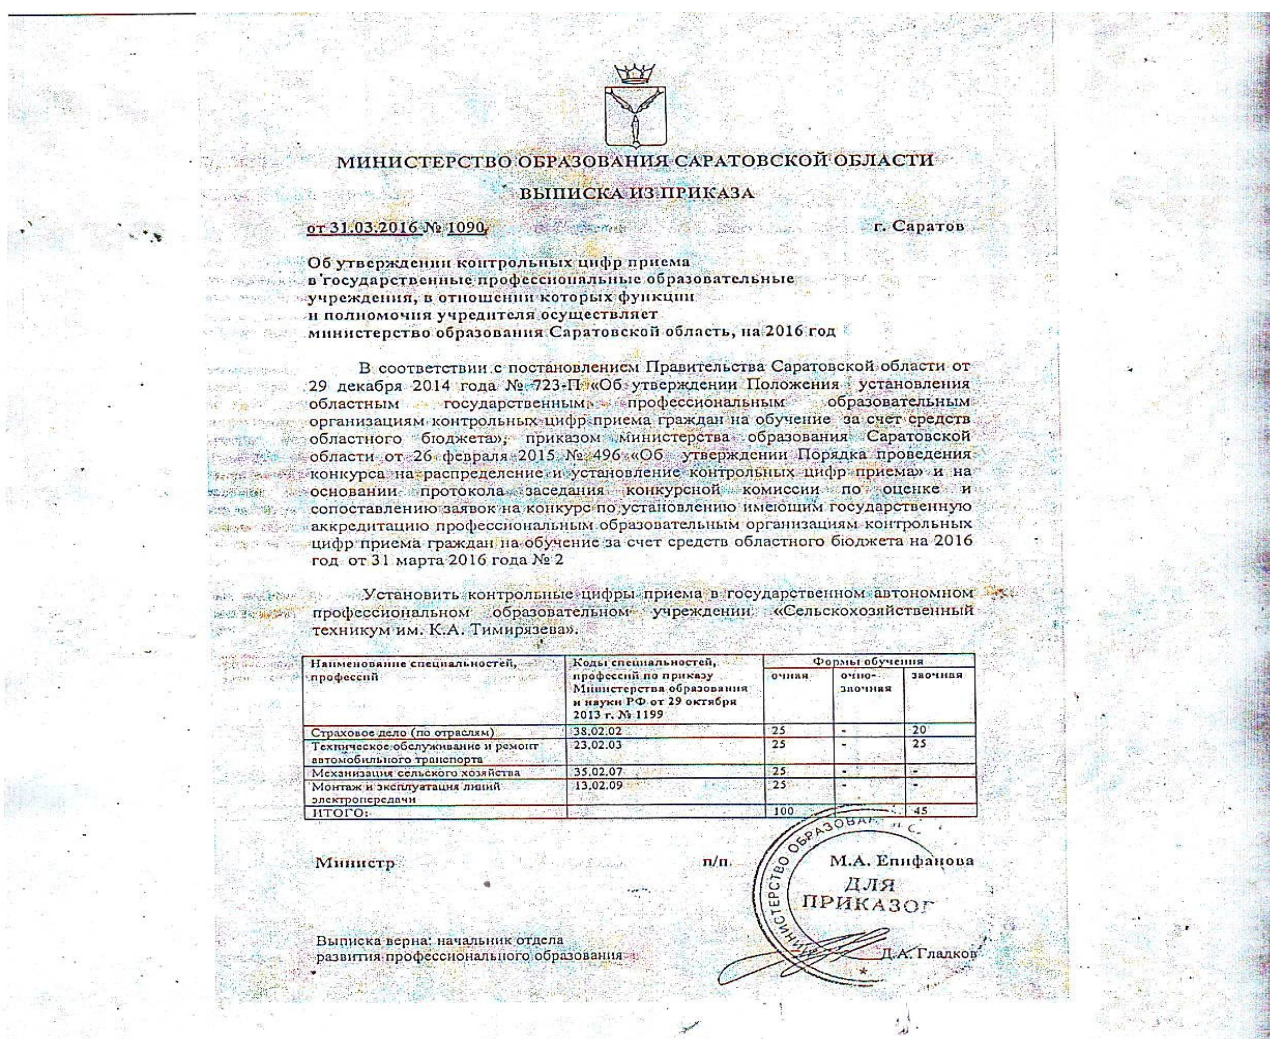 МИНИСТЕРСТВО ОБРАЗОВАНИЯ САРАТОВСКОЙ ОБЛАСТИ
ВЫПИСКА ИЗ ПРИКАЗА
от 31.03.2016 № 1090,
г. Саратов
Об утверждении контрольных цифр приема
в государственные профессиональные образовательные
учреждения, в отношении которых функции
и полномочия учредителя осуществляет
министерство образования Саратовской область, на 2016 год
В соответствии с постановлением Правительства Саратовской области от
29 декабря 2014 года № 723-П «Об утверждении Положения установления
областным государственным профессиональным образовательным
организациям контрольных цифр приема граждан на обучение за счет средств
областного бюджета», приказом министерства образования Саратовской
области от 26 февраля 2015 № 496 «Об утверждении Порядка проведения
конкурса на распределение и установление контрольных цифр приема» и на
основании протокола заседания конкурсной комиссии по оценке и
сопоставлению заявок на конкурс по установлению имеющим государственную
аккредитацию профессиональным образовательным организациям контрольных
цифр приема граждан на обучение за счет средств областного бюджета на 2016
год от 31 марта 2016 года № 2
Установить контрольные цифры приема в государственном автономном
профессиональном образовательном учреждении «Сельскохозяйственный
техникум им. К.А. Тимирязева».
Наименование специальностей,
профессий
Коды специальностей,
профессий по приказу
Министерства образования
и науки РФ от 29 октября
2013 г. № 1199
Формы обучения
очная
очно-
заочная
заочная
Страховое дело (по отраслям) 38.02.02 25 - 20
Техническое обслуживание и ремонт 23.02.03 25 - 25
автомобильного транспорта
Механизация сельского хозяйства 35.02.07 25 - -
Монтаж и эксплуатация линий 13.02.09 25 - -
электропередачи
ИТОГО: 100 45
Министр п/п. М.А. Епифанова
МИНИСТЕРСТВО ОБРАЗОВАН
ДЛЯ
ПРИКАЗОВ
Выписка верна: начальник отдела
развития профессионального образования Д.А. Гладков